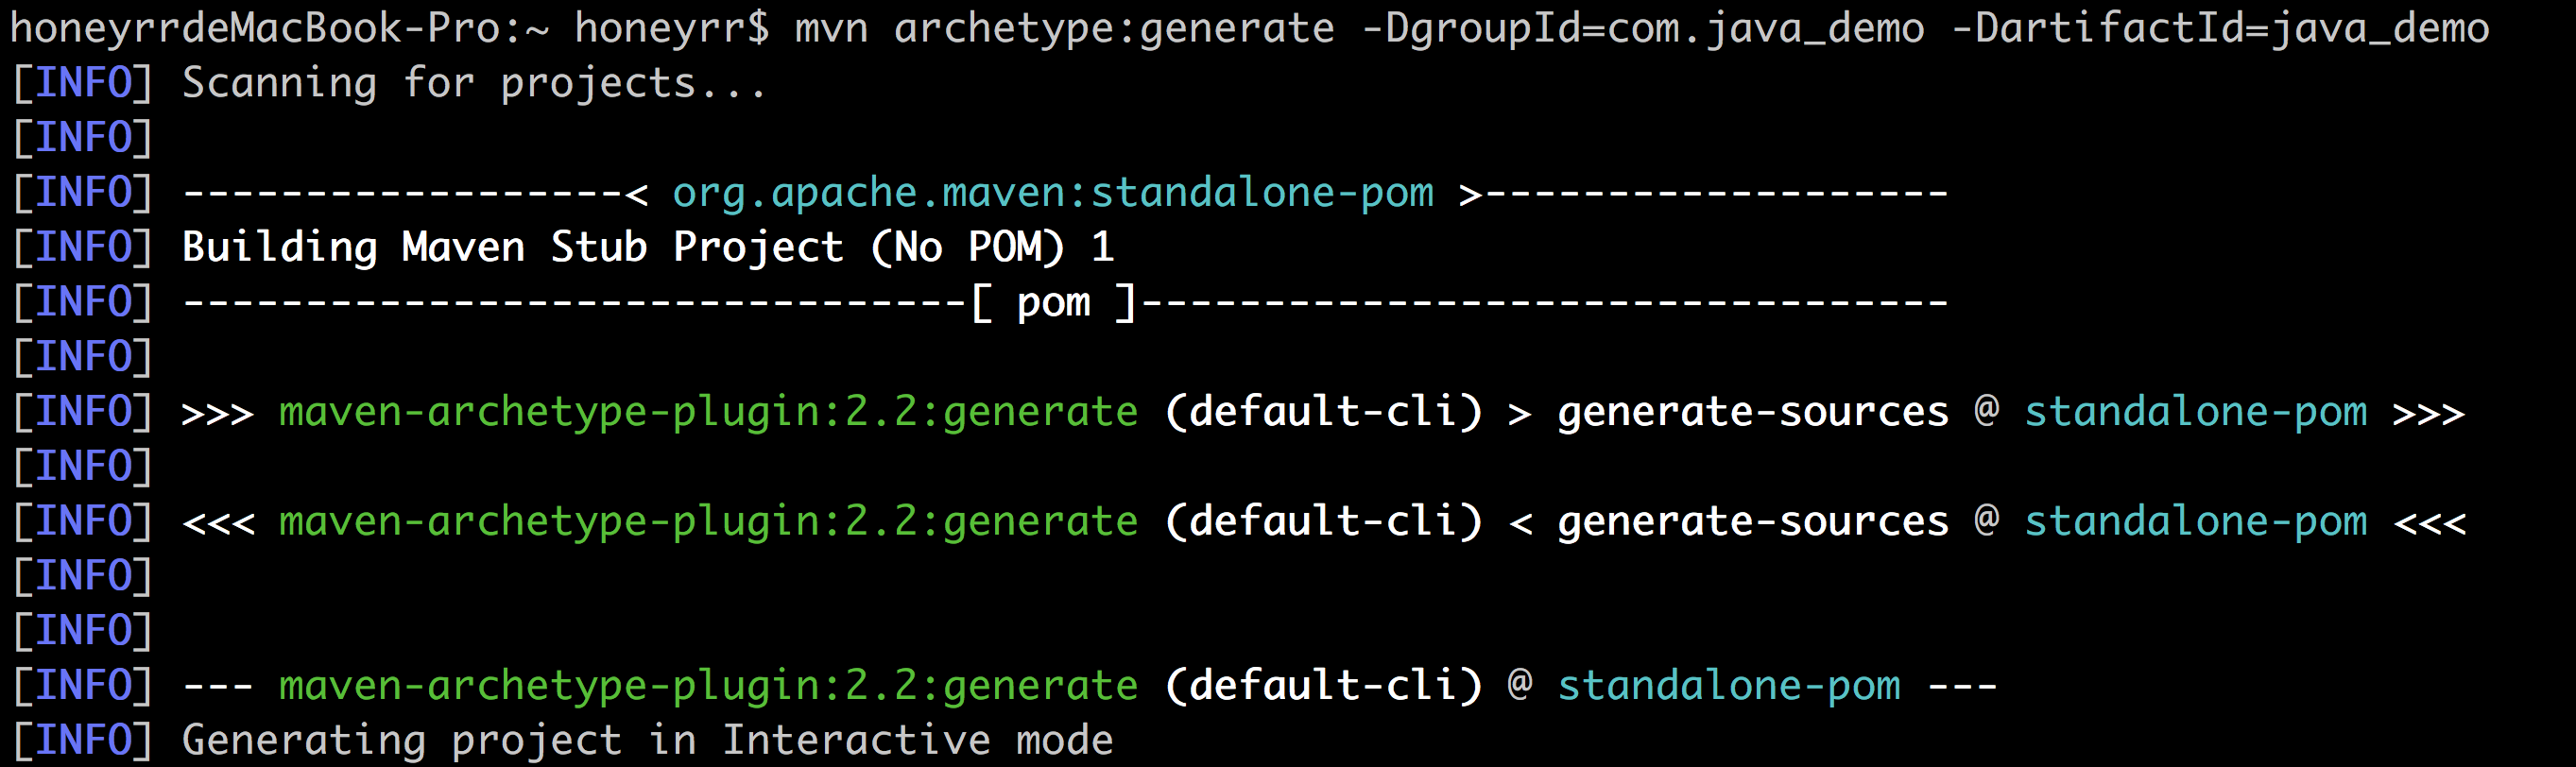 honeyrrdeMacBook-Pro:~ honeyrr$ mvn archetype:generate -DgroupId=com.java_demo -DartifactId=java_demo
[INFO] Scanning for projects...
[INFO]
[INFO] ------------------< org.apache.maven:standalone-pom >-------------------
[INFO] Building Maven Stub Project (No POM) 1
[INFO] --------------------------------[ pom ]---------------------------------
[INFO]
[INFO] >>> maven-archetype-plugin:2.2:generate (default-cli) > generate-sources @ standalone-pom >>>
[INFO]
[INFO] <<< maven-archetype-plugin:2.2:generate (default-cli) < generate-sources @ standalone-pom <<<
[INFO]
[INFO]
[INFO] --- maven-archetype-plugin:2.2:generate (default-cli) @ standalone-pom ---
[INFO] Generating project in Interactive mode